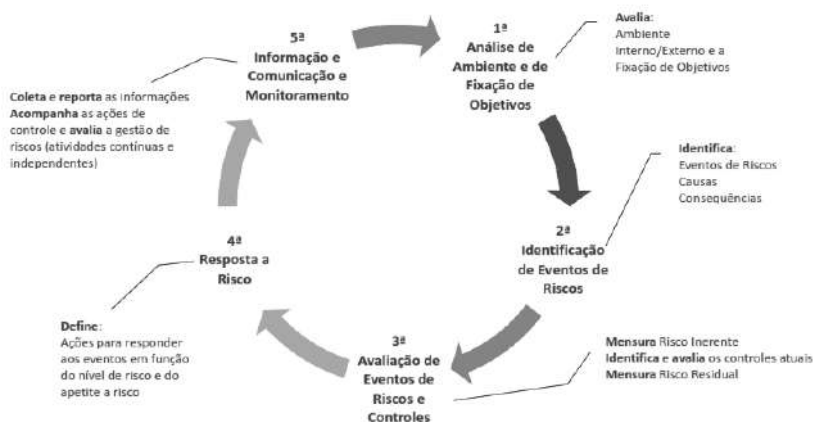 1ª
Análise de
Ambiente e de
Fixação de
Objetivos
Avalia:
Ambiente
Interno/Externo e a
Fixação de Objetivos
2ª
Identificação
de Eventos de
Riscos
Identifica:
Eventos de Riscos
Causas
Consequências
3ª
Avaliação de
Eventos de
Riscos e
Controles
Mensura Risco Inerente
Identifica e avalia os controles atuais
Mensura Risco Residual
4ª
Resposta a
Risco
Define:
Ações para responder
aos eventos em função
do nível de risco e do
apetite a risco
5ª
Informação e
Comunicação e
Monitoramento
Coleta e reporta as Informações
Acompanha as ações de
controle e avalia a gestão de
riscos (atividades contínuas e
independentes)